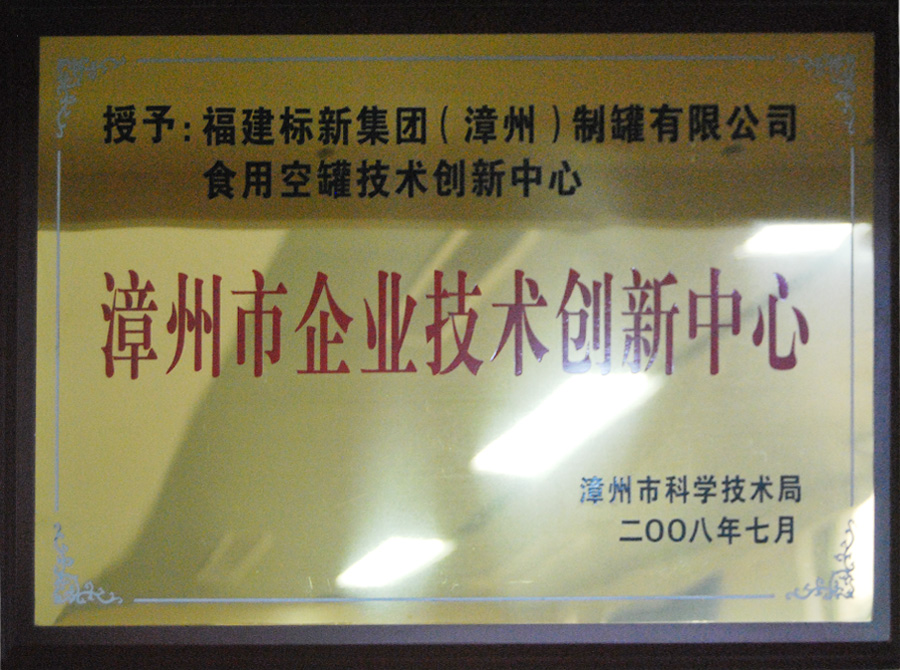 授予:福建标新集团(漳州)制罐有限公司
食用空罐技术创新中心
漳州市企业技术创新中心
漳州市科学技术局
二〇〇八年七月